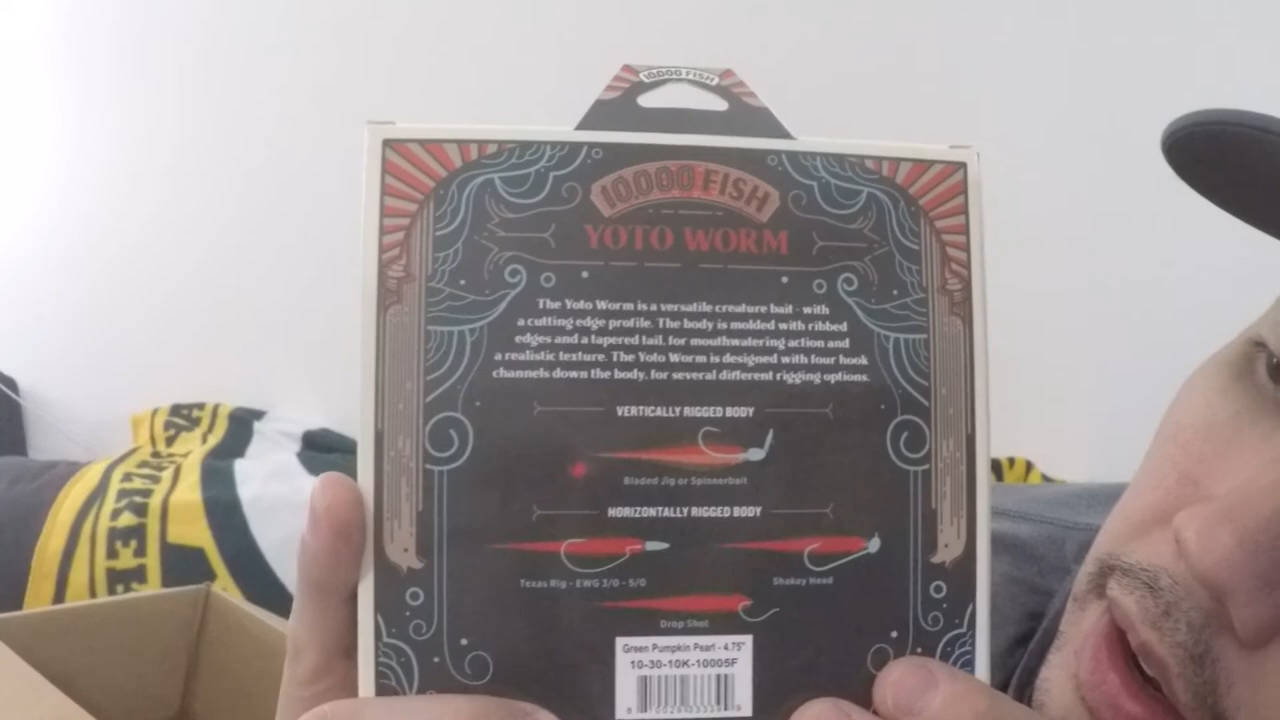 10,000 FISH
10,000 FISH
YOTO WORM
The Yoto Worm is a versatile creature bait - with
a cutting edge profile. The body is molded with ribbed
edges and a tapered tail, for mouthwatering action and
a realistic texture. The Yoto Worm is designed with four hook
channels down the body, for several different rigging options.
VERTICALLY RIGGED BODY
Bladed Jig or Spinnerbait
HORIZONTALLY RIGGED BODY
Texas Rig - EWG 3/0 - 5/0
Shakey Head
Drop Shot
Green Pumpkin Pearl - 4.75"
10-30-10K-10005F